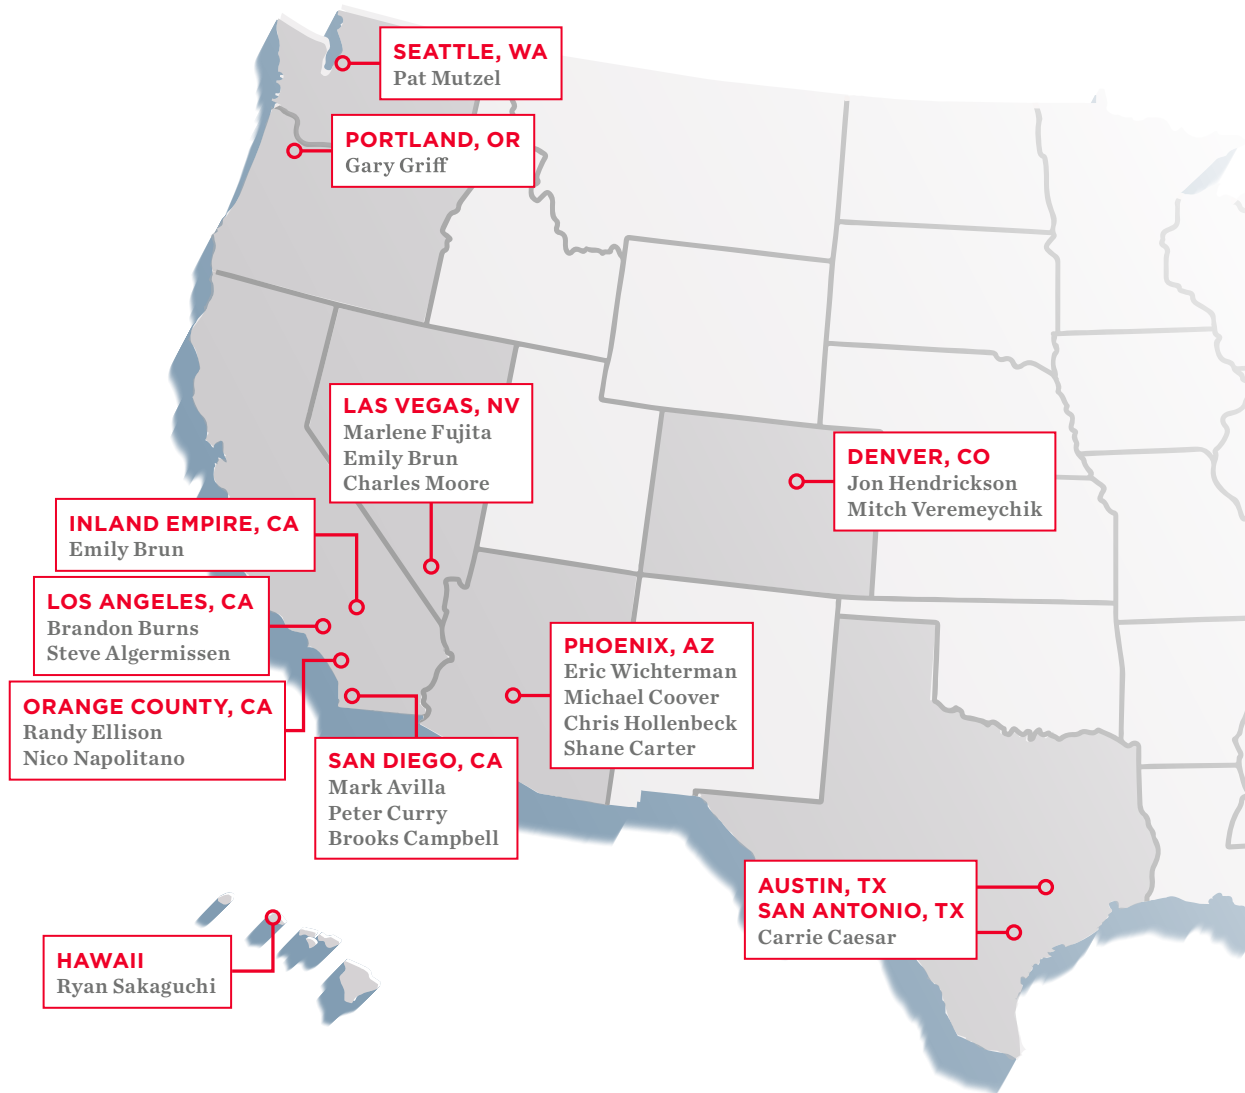 SEATTLE, WA
Pat Mutzel
PORTLAND, OR
Gary Griff
LAS VEGAS, NV
Marlene Fujita
Emily Brun
Charles Moore
DENVER, CO
Jon Hendrickson
Mitch Veremeychik
INLAND EMPIRE, CA
Emily Brun
LOS ANGELES, CA
Brandon Burns
Steve Algermissen
ORANGE COUNTY, CA
Randy Ellison
Nico Napolitano
SAN DIEGO, CA
Mark Avilla
Peter Curry
Brooks Campbell
PHOENIX, AZ
Eric Wichterman
Michael Coover
Chris Hollenbeck
Shane Carter
AUSTIN, TX
SAN ANTONIO, TX
Carrie Caesar
HAWAII
Ryan Sakaguchi